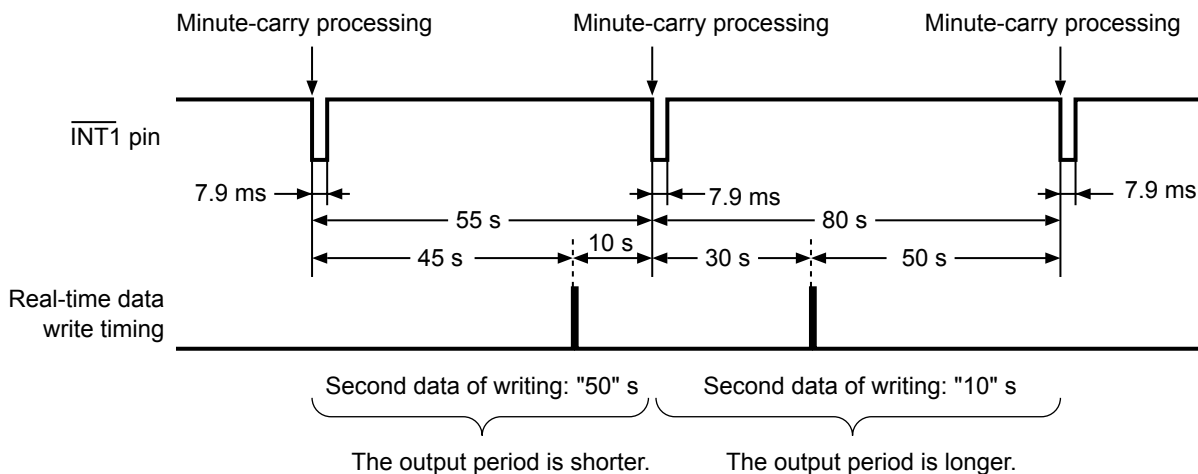 Minute-carry processing Minute-carry processing Minute-carry processing
INT1 pin
7.9 ms 7.9 ms 7.9 ms
55 s 80 s
45 s 10 s 30 s 50 s
Real-time data
write timing
Second data of writing: "50" s Second data of writing: "10" s
The output period is shorter. The output period is longer.